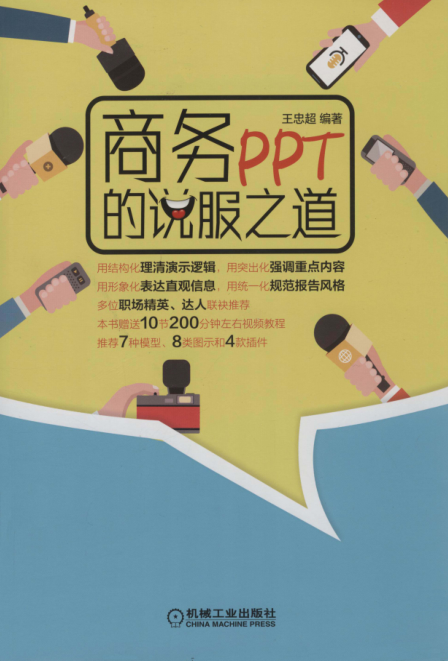 王忠超 编著
商务PPT
的说服之道
用结构化理清演示逻辑，用突出化强调重点内容
用形象化表达直观信息，用统一化规范报告风格
多位职场精英、达人联袂推荐
本书赠送10节200分钟左右视频教程
推荐7种模型、8类图示和4款插件
机械工业出版社
CHINA MACHINE PRESS